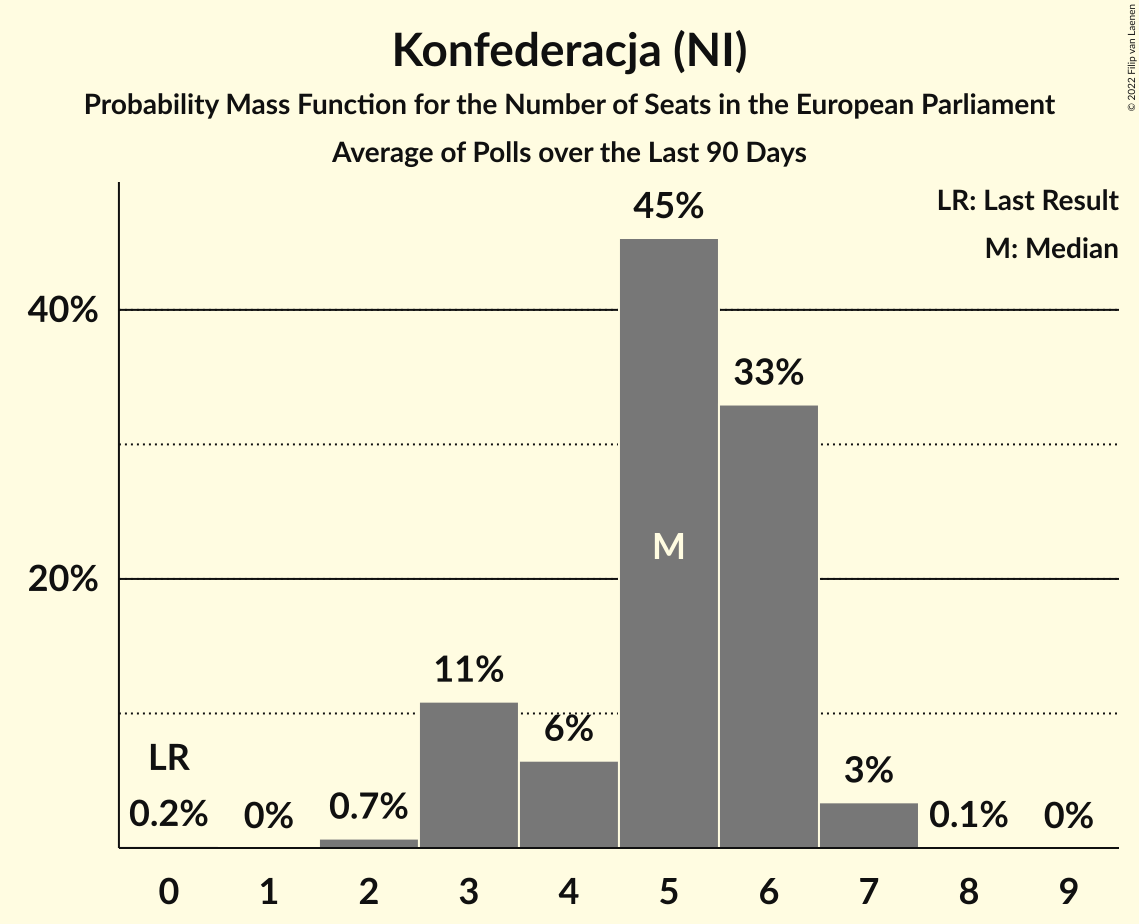 Konfederacja (NI)
Probability Mass Function for the Number of Seats in the European Parliament
Average of Polls over the Last 90 Days
© 2022 Filip van Laenen
LR: Last Result
M: Median
45%
40%
33%
M
20%
11%
6%
LR
3%
0.2%
0%
0.7%
0.1%
0%
0 1 2 3 4 5 6 7 8 9